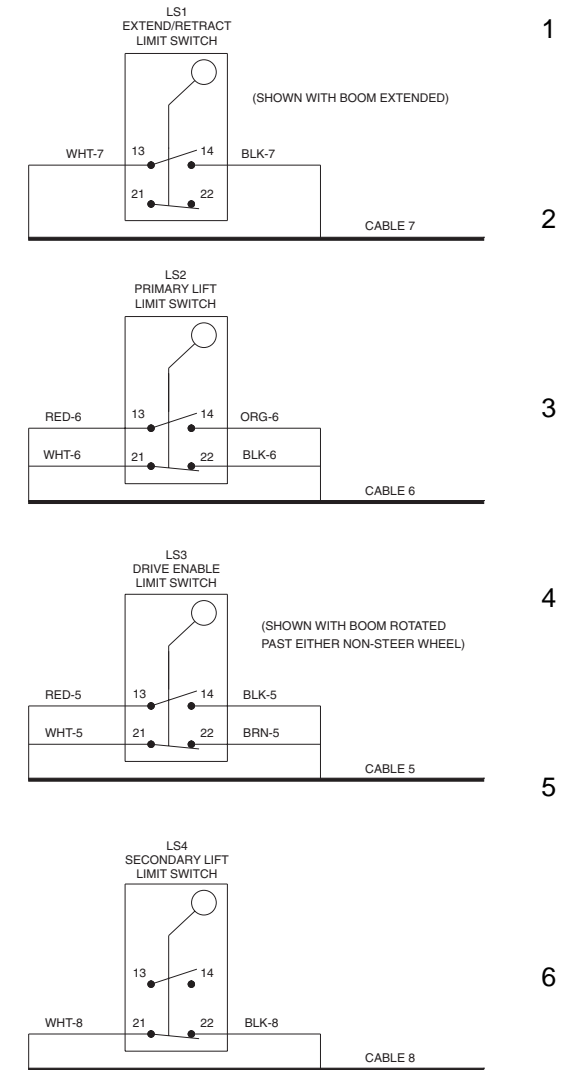 LS1
EXTEND/RETRACT
LIMIT SWITCH
1
(SHOWN WITH BOOM EXTENDED)
WHT-7 13 14 BLK-7
21 22
CABLE 7
2
LS2
PRIMARY LIFT
LIMIT SWITCH
RED-6 13 14 ORG-6
3
WHT-6 21 22 BLK-6
CABLE 6
LS3
DRIVE ENABLE
LIMIT SWITCH
4
(SHOWN WITH BOOM ROTATED
PAST EITHER NON-STEER WHEEL)
RED-5 13 14 BLK-5
WHT-5 21 22 BRN-5
CABLE 5
5
LS4
SECONDARY LIFT
LIMIT SWITCH
13 14
6
WHT-8 21 22 BLK-8
CABLE 8